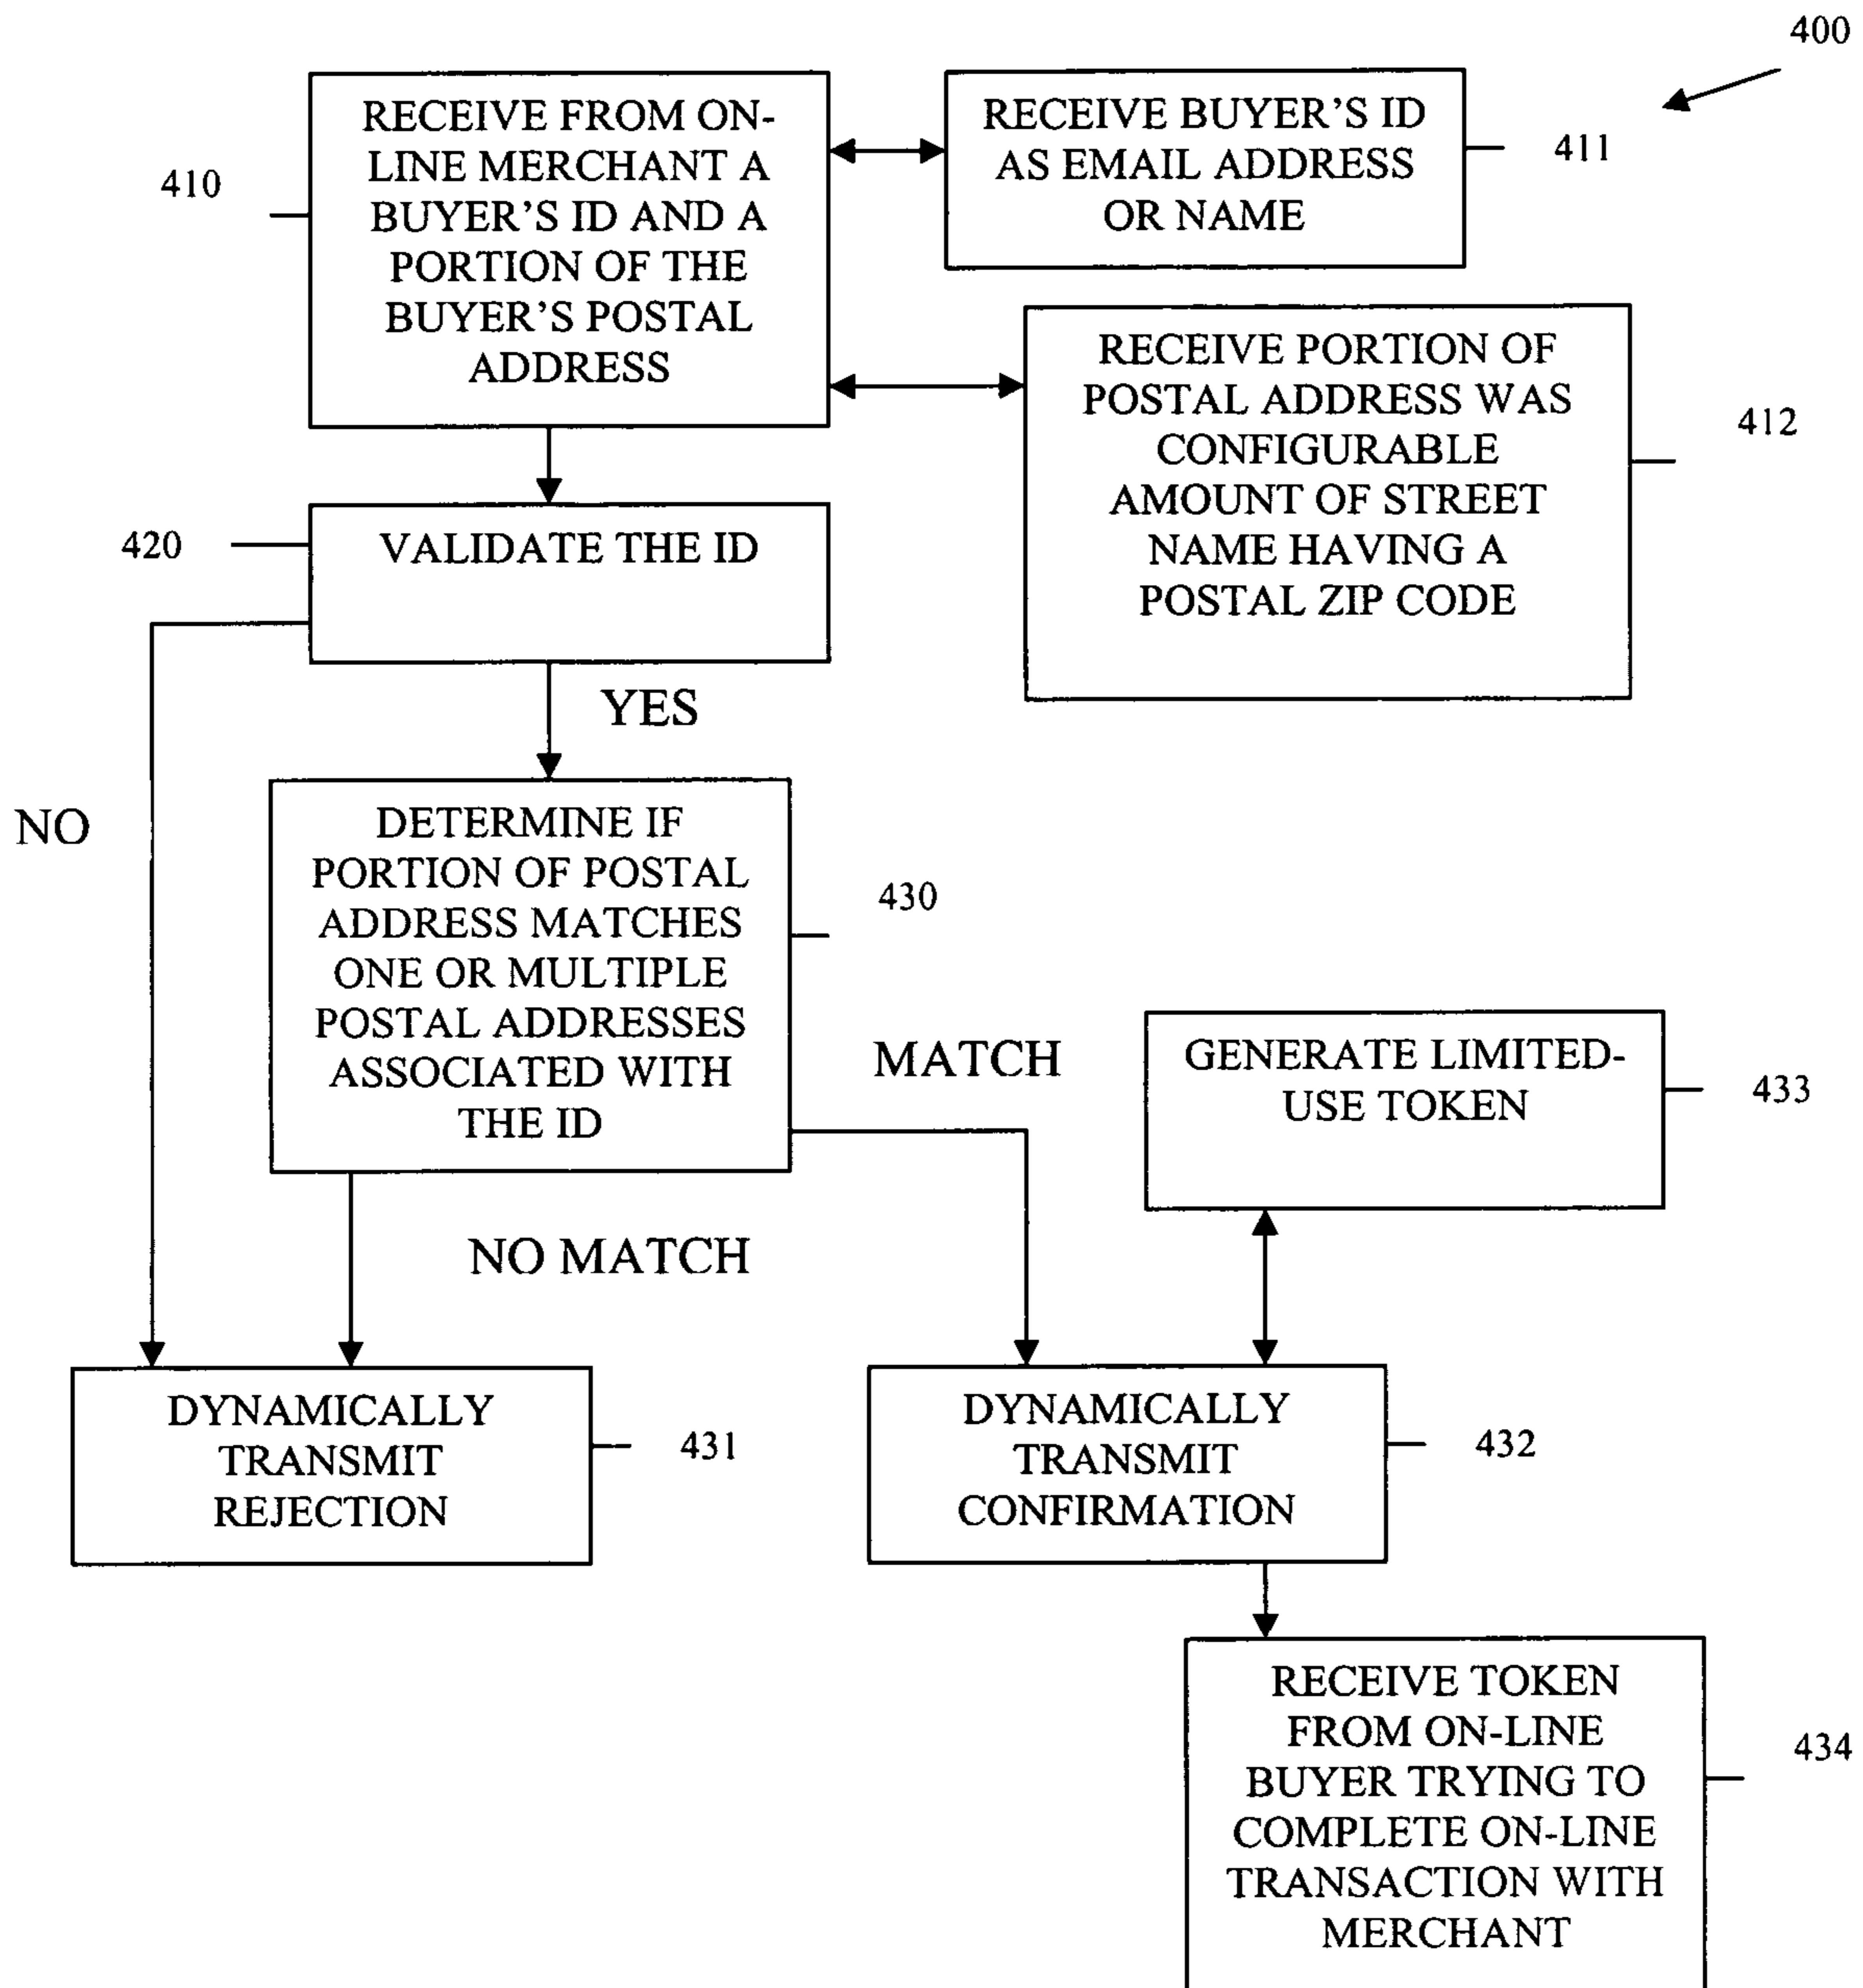 400
RECEIVE FROM ON-
LINE MERCHANT A
BUYER'S ID AND A
PORTION OF THE
BUYER'S POSTAL
ADDRESS
410
RECEIVE BUYER'S ID
AS EMAIL ADDRESS
OR NAME
411
RECEIVE PORTION OF
POSTAL ADDRESS WAS
CONFIGURABLE
AMOUNT OF STREET
NAME HAVING A
POSTAL ZIP CODE
412
420
VALIDATE THE ID
YES
NO
DETERMINE IF
PORTION OF POSTAL
ADDRESS MATCHES
ONE OR MULTIPLE
POSTAL ADDRESSES
ASSOCIATED WITH
THE ID
430
MATCH
GENERATE LIMITED-
USE TOKEN
433
NO MATCH
DYNAMICALLY
TRANSMIT
REJECTION
431
DYNAMICALLY
TRANSMIT
CONFIRMATION
432
RECEIVE TOKEN
FROM ON-LINE
BUYER TRYING TO
COMPLETE ON-LINE
TRANSACTION WITH
MERCHANT
434